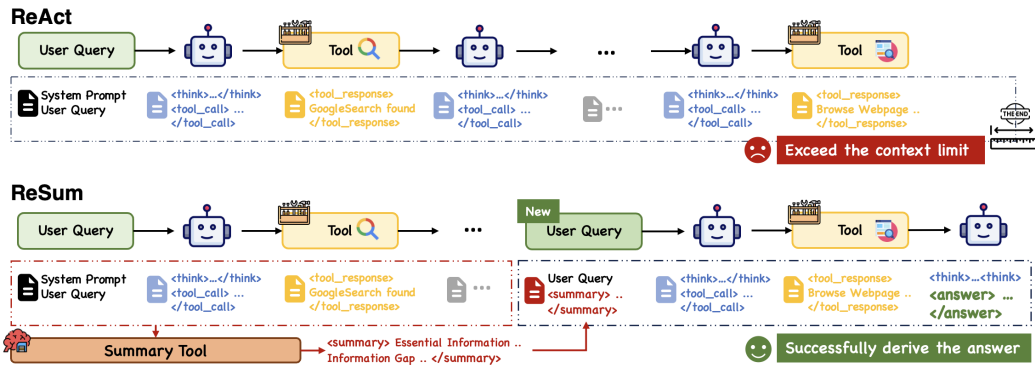 ReAct
User Query
Tool
...
Tool
System Prompt
User Query
<think>...</think>
<tool_call> ...
</tool_call>
<tool_response>
GoogleSearch found
</tool_response>
<think>...</think>
<tool_call> ...
</tool_call>
...
<think>...</think>
<tool_call> ...
</tool_call>
<tool_response>
Browse Webpage ..
</tool_response>
THE END
Exceed the context limit
ReSum
User Query
Tool
...
New
User Query
Tool
System Prompt
User Query
<think>...</think>
<tool_call> ...
</tool_call>
<tool_response>
GoogleSearch found
</tool_response>
...
User Query
<summary> ..
</summary>
<think>...</think>
<tool_call> ...
</tool_call>
<tool_response>
Browse Webpage ..
</tool_response>
<think>...<think>
<answer> ...
</answer>
Summary Tool
<summary> Essential Information ..
Information Gap .. </summary>
Successfully derive the answer